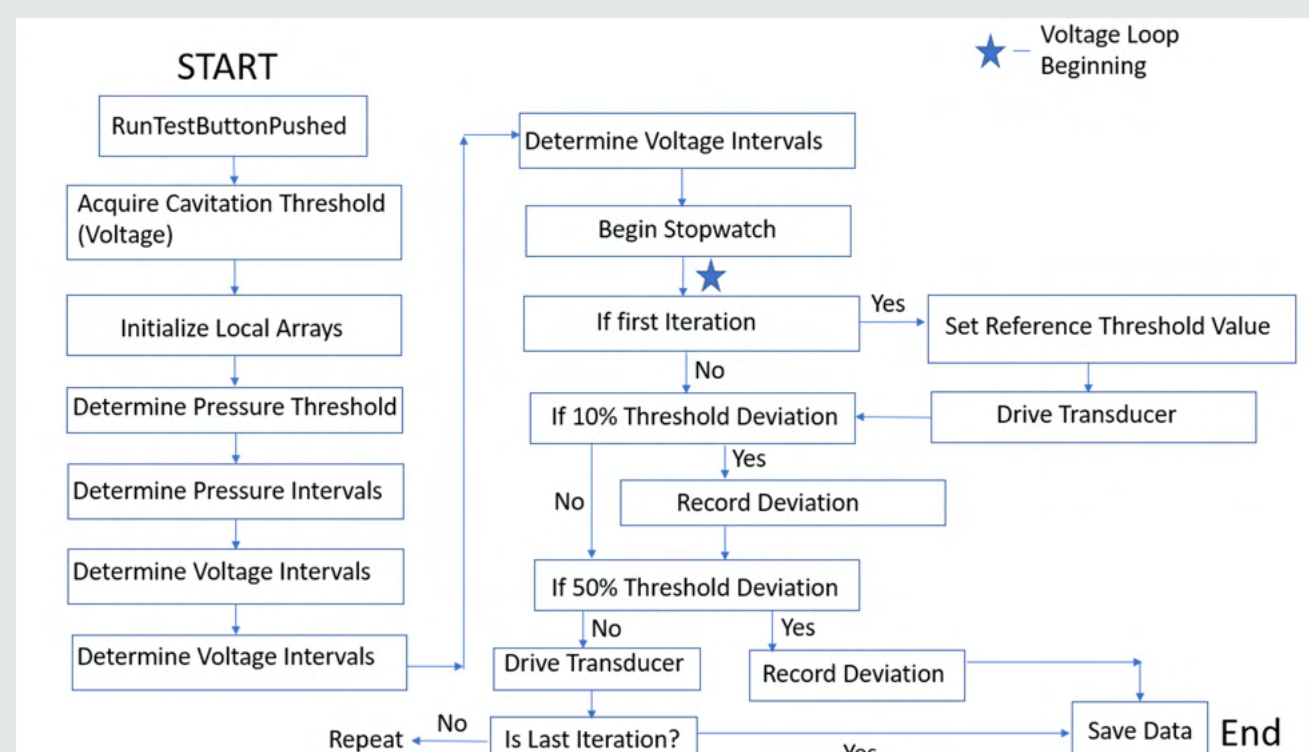 START
RunTestButtonPushed
Acquire Cavitation Threshold
(Voltage)
Initialize Local Arrays
Determine Pressure Threshold
Determine Pressure Intervals
Determine Voltage Intervals
Determine Voltage Intervals
Voltage Loop
Beginning
Determine Voltage Intervals
Begin Stopwatch
If first Iteration
Yes
Set Reference Threshold Value
No
Drive Transducer
If 10% Threshold Deviation
Yes
No
Record Deviation
If 50% Threshold Deviation
No
Yes
Drive Transducer
Record Deviation
Is Last Iteration?
No
Repeat
Yes
Save Data
End